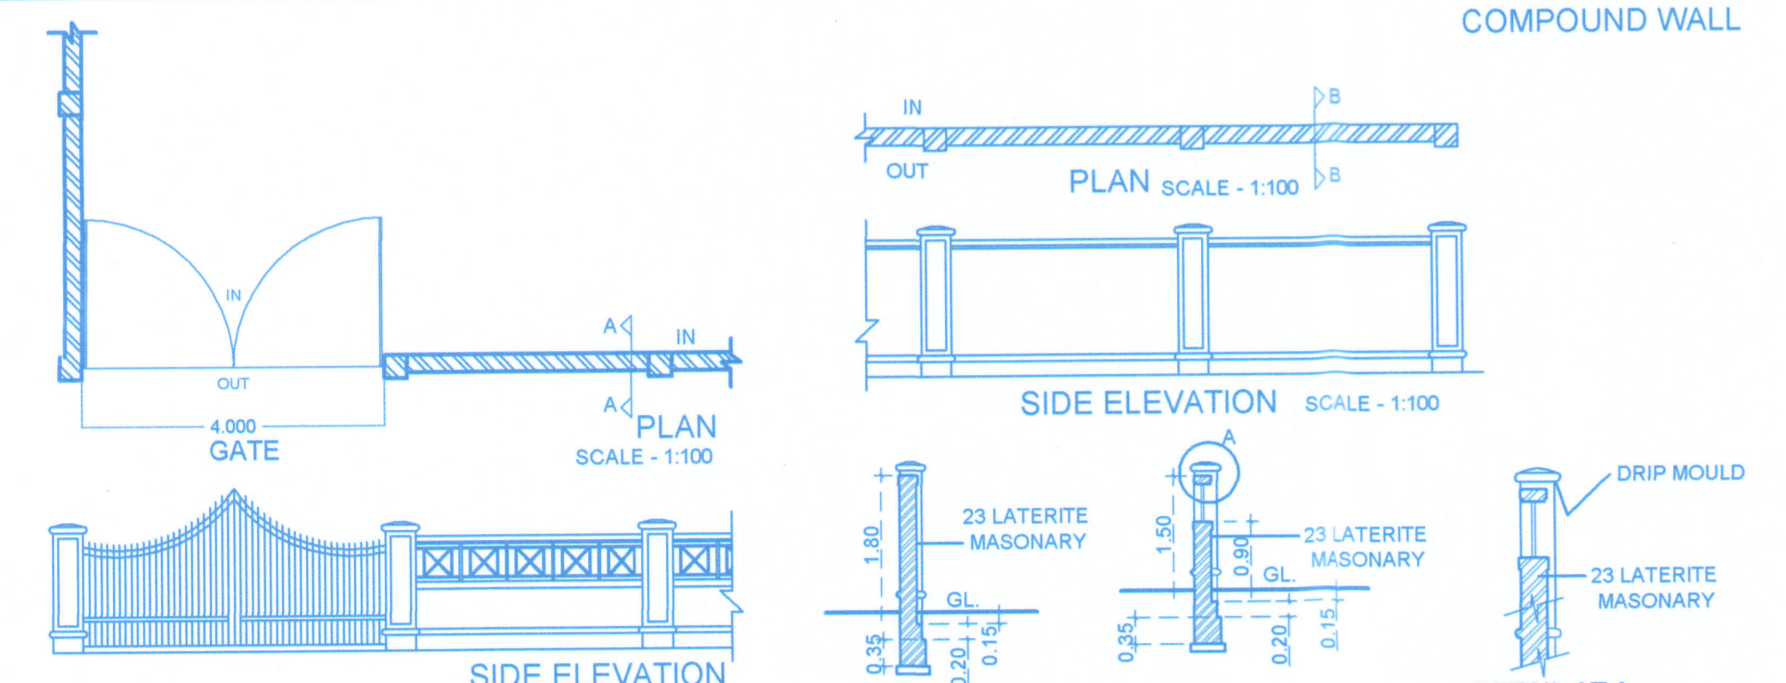 COMPOUND WALL
IN
OUT
B
B
PLAN SCALE - 1:100
SIDE ELEVATION SCALE - 1:100
IN
OUT
4.000
GATE
A
A
IN
PLAN
SCALE - 1:100
SIDE ELEVATION
1.80
23 LATERITE
MASONARY
GL.
0.35
0.20
0.15
A
1.50
0.90
23 LATERITE
MASONARY
GL.
0.35
0.20
0.15
DRIP MOULD
23 LATERITE
MASONARY